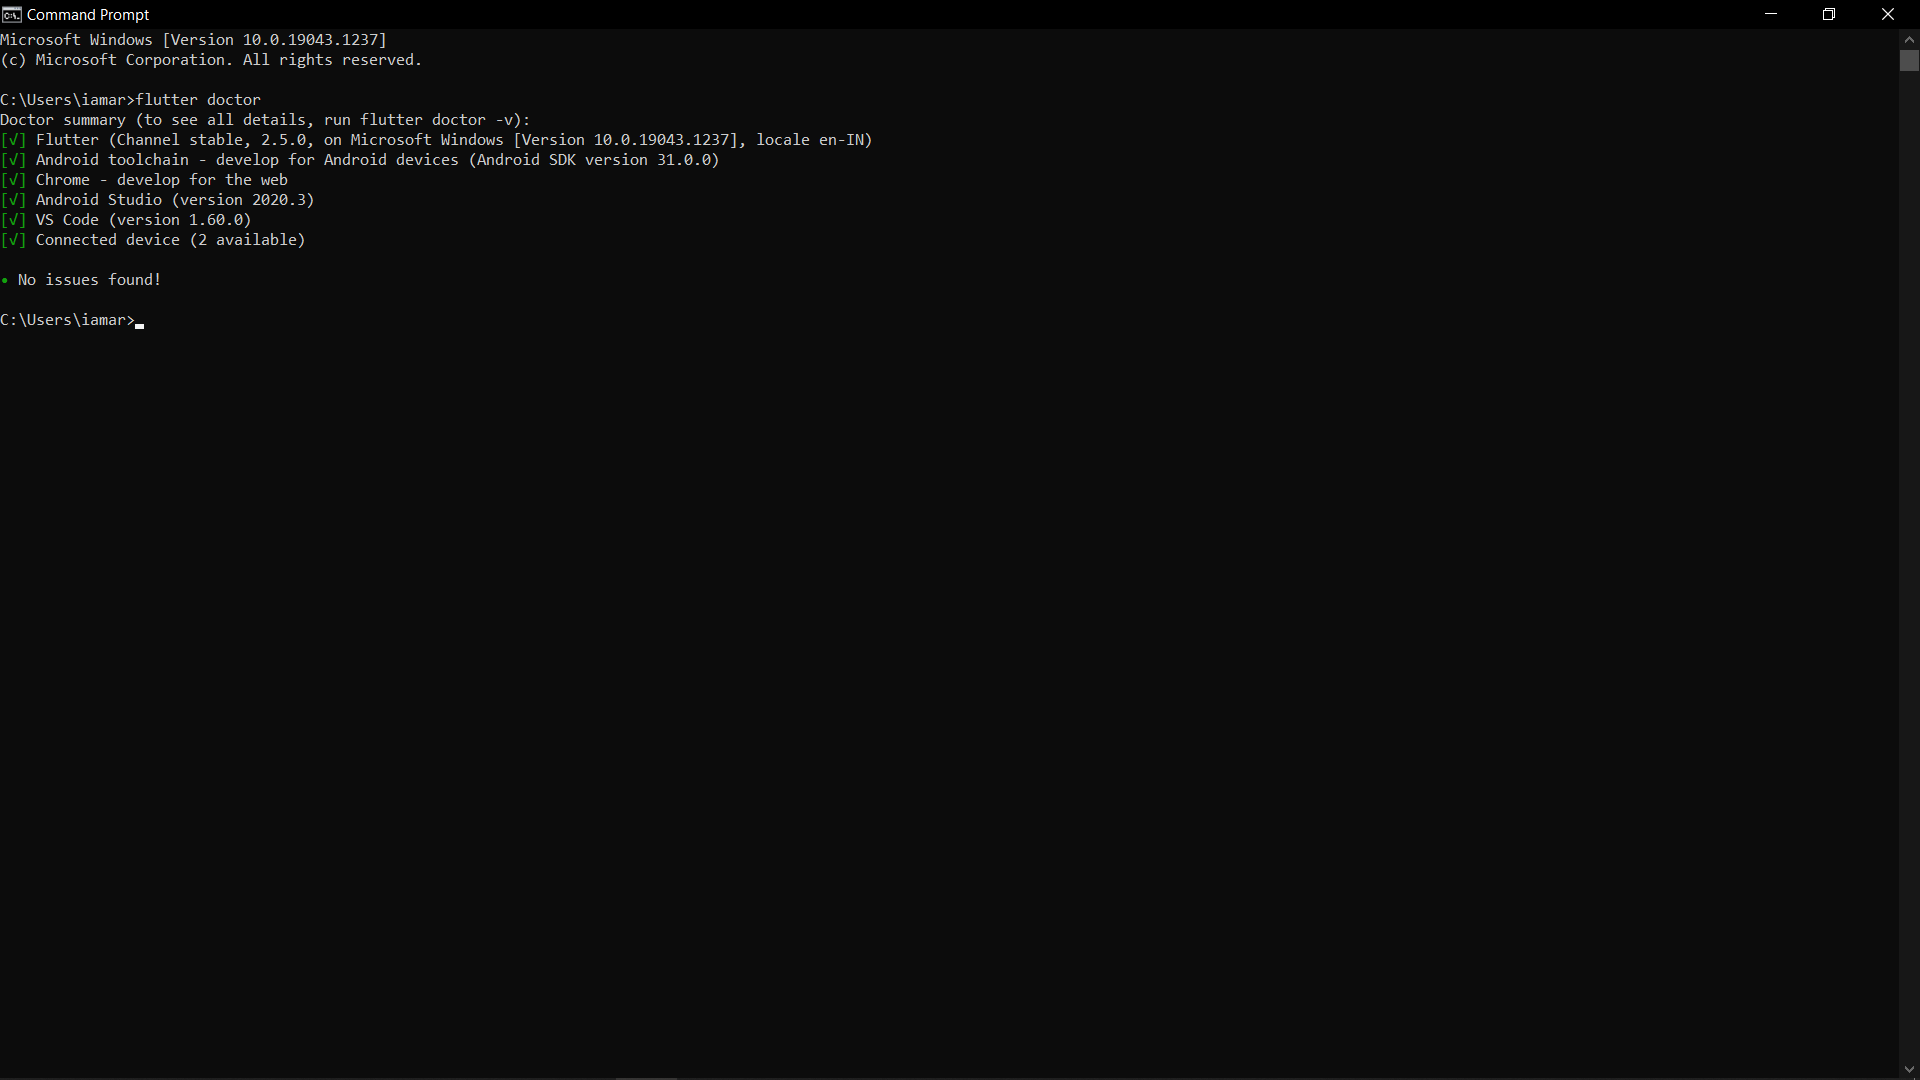 Command Prompt
Microsoft Windows [Version 10.0.19043.1237]
(c) Microsoft Corporation. All rights reserved.
C:\Users\iamar>flutter doctor
Doctor summary (to see all details, run flutter doctor -v):
[√] Flutter (Channel stable, 2.5.0, on Microsoft Windows [Version 10.0.19043.1237], locale en-IN)
[√] Android toolchain - develop for Android devices (Android SDK version 31.0.0)
[√] Chrome - develop for the web
[√] Android Studio (version 2020.3)
[√] VS Code (version 1.60.0)
[√] Connected device (2 available)
• No issues found!
C:\Users\iamar>